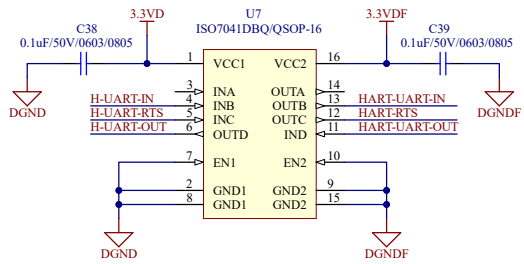 C38
3.3VD
U7
3.3VDF
C39
0.1uF/50V/0603/0805
ISO7041DBQ/QSOP-16
0.1uF/50V/0603/0805
1 VCC1 VCC2 16
DGND
DGNDF
3 INA OUTA 14
H-UART-IN 4 INB OUTB 13 HART-UART-IN
H-UART-RTS 5 INC OUTC 12 HART-RTS
H-UART-OUT 6 OUTD IND 11 HART-UART-OUT
7 EN1 EN2 10
2 GND1 GND2 9
8 GND1 GND2 15
DGND
DGNDF